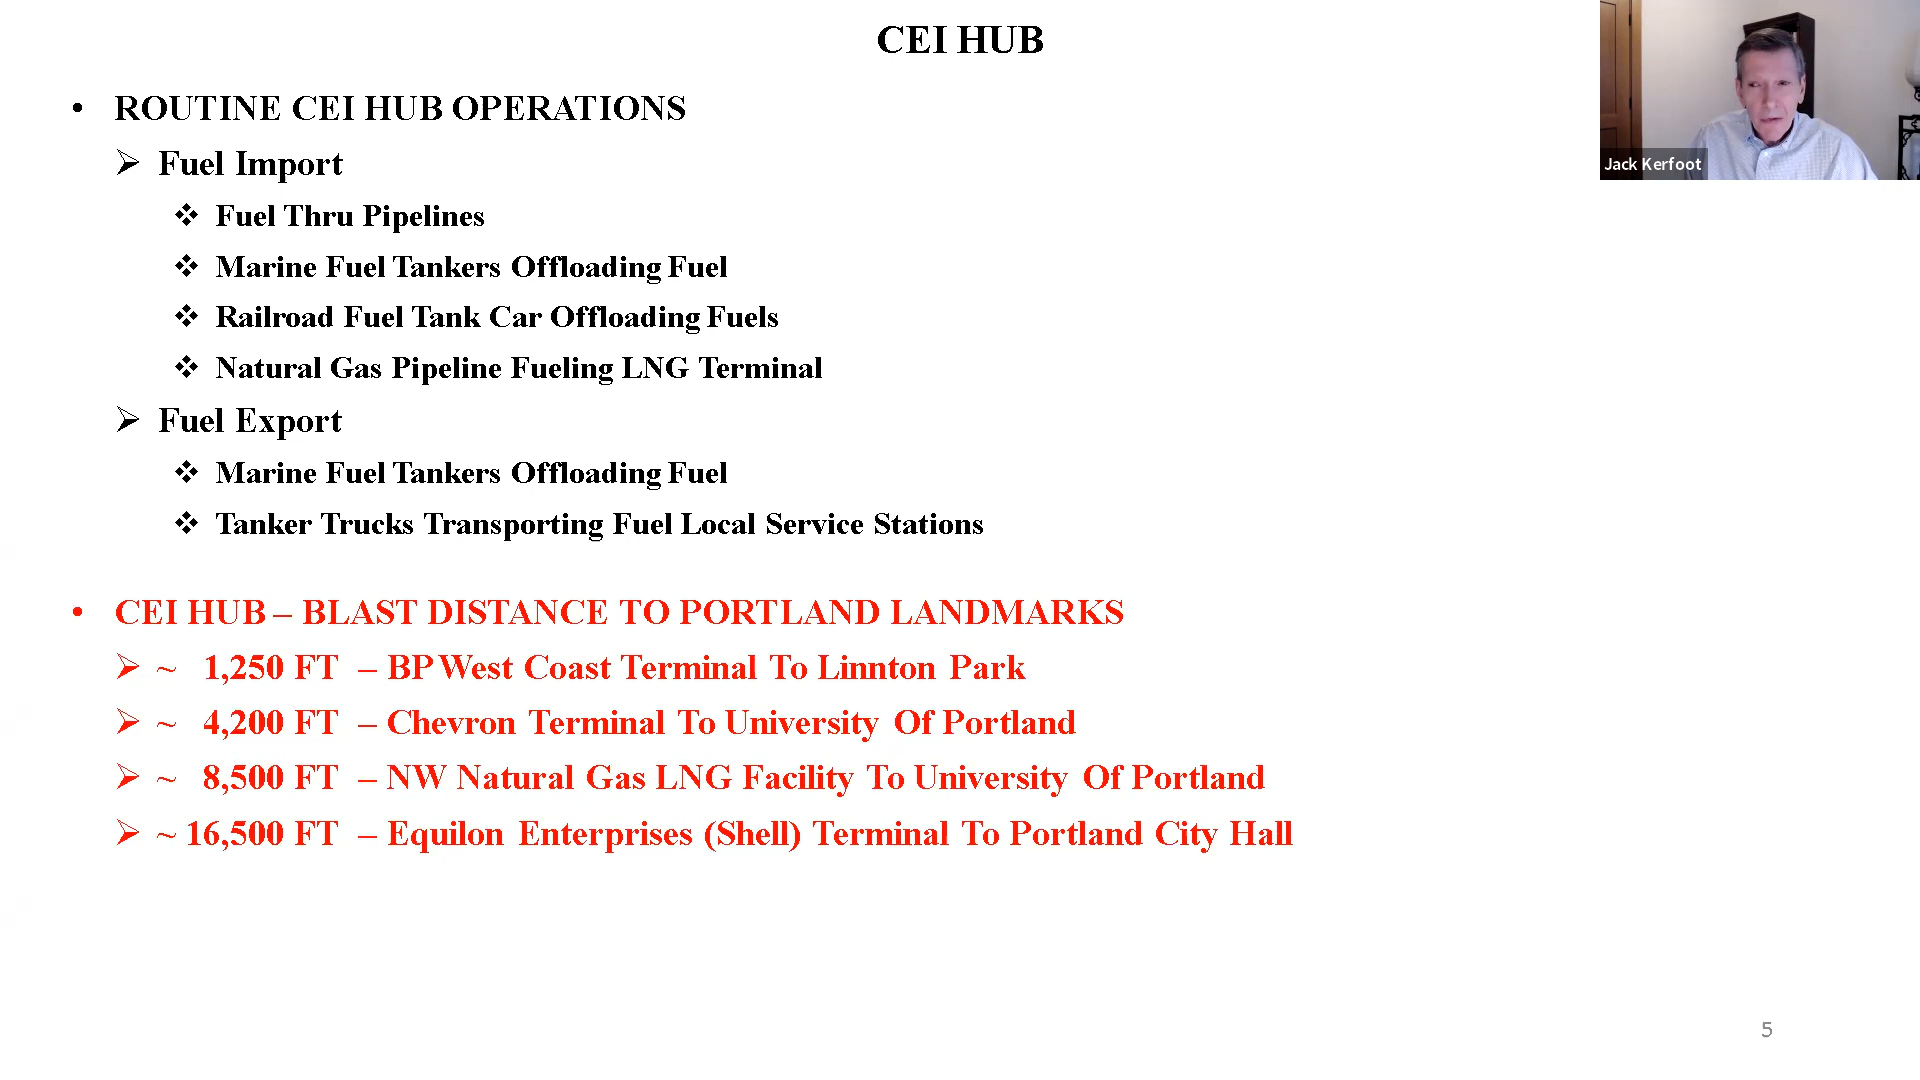 CEI HUB
• ROUTINE CEI HUB OPERATIONS
➢ Fuel Import
❖ Fuel Thru Pipelines
❖ Marine Fuel Tankers Offloading Fuel
❖ Railroad Fuel Tank Car Offloading Fuels
❖ Natural Gas Pipeline Fueling LNG Terminal
➢ Fuel Export
❖ Marine Fuel Tankers Offloading Fuel
❖ Tanker Trucks Transporting Fuel Local Service Stations
• CEI HUB – BLAST DISTANCE TO PORTLAND LANDMARKS
➢ ~ 1,250 FT – BP West Coast Terminal To Linnton Park
➢ ~ 4,200 FT – Chevron Terminal To University Of Portland
➢ ~ 8,500 FT – NW Natural Gas LNG Facility To University Of Portland
➢ ~ 16,500 FT – Equilon Enterprises (Shell) Terminal To Portland City Hall
Jack Kerfoot
5